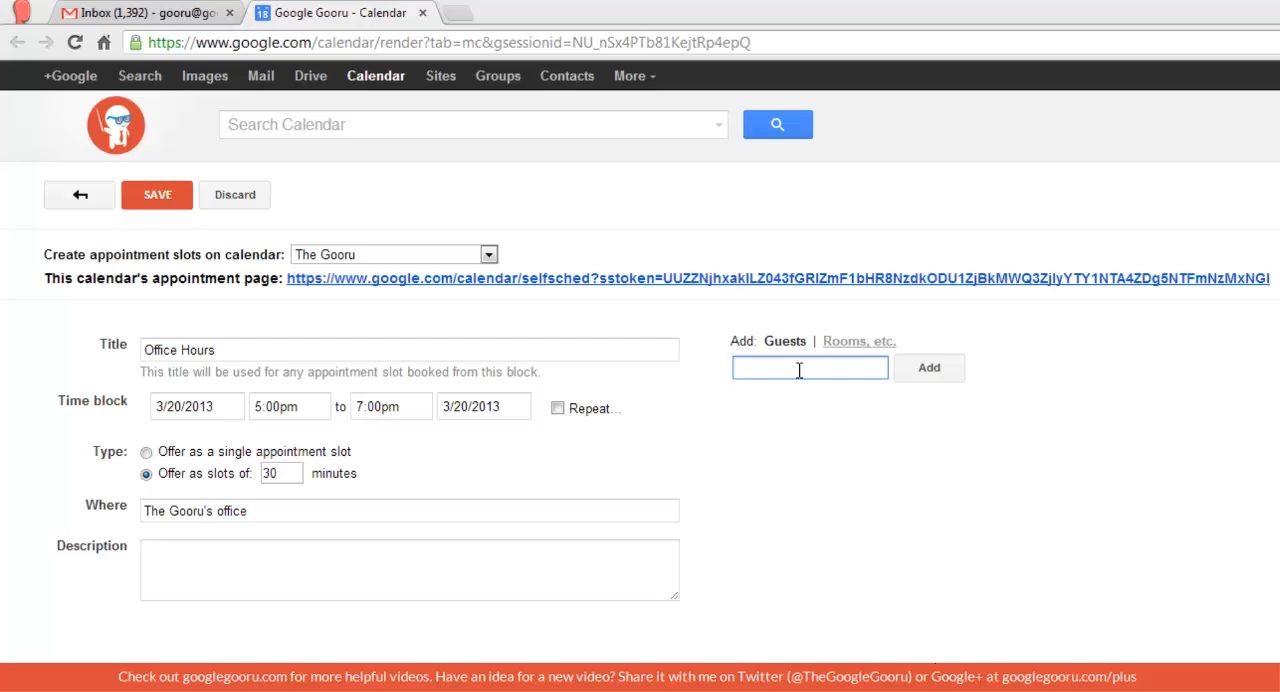 Inbox (1,392) - gooru@go
Google Gooru - Calendar
https://www.google.com/calendar/render?tab=mc&gsessionid=NU_nSx4PTb81KejtRp4epQ
+Google Search Images Mail Drive Calendar Sites Groups Contacts More
Search Calendar
SAVE Discard
Create appointment slots on calendar: The Gooru
This calendar's appointment page: https://www.google.com/calendar/selfsched?sstoken=UUZZNjhxaklLZ043fGRlZmF1bHR8NzdkODU1ZjBkMWQ3ZjIyYTY1NTA4ZDg5NTFmNzMxNGI
Add: Guests | Rooms, etc.
Title Office Hours
This title will be used for any appointment slot booked from this block.
Add
Time block 3/20/2013 5:00pm to 7:00pm 3/20/2013 Repeat...
Type: Offer as a single appointment slot
Offer as slots of: 30 minutes
Where The Gooru's office
Description
Check out googlegooru.com for more helpful videos. Have an idea for a new video? Share it with me on Twitter (@TheGoogleGooru) or Google+ at googlegooru.com/plus